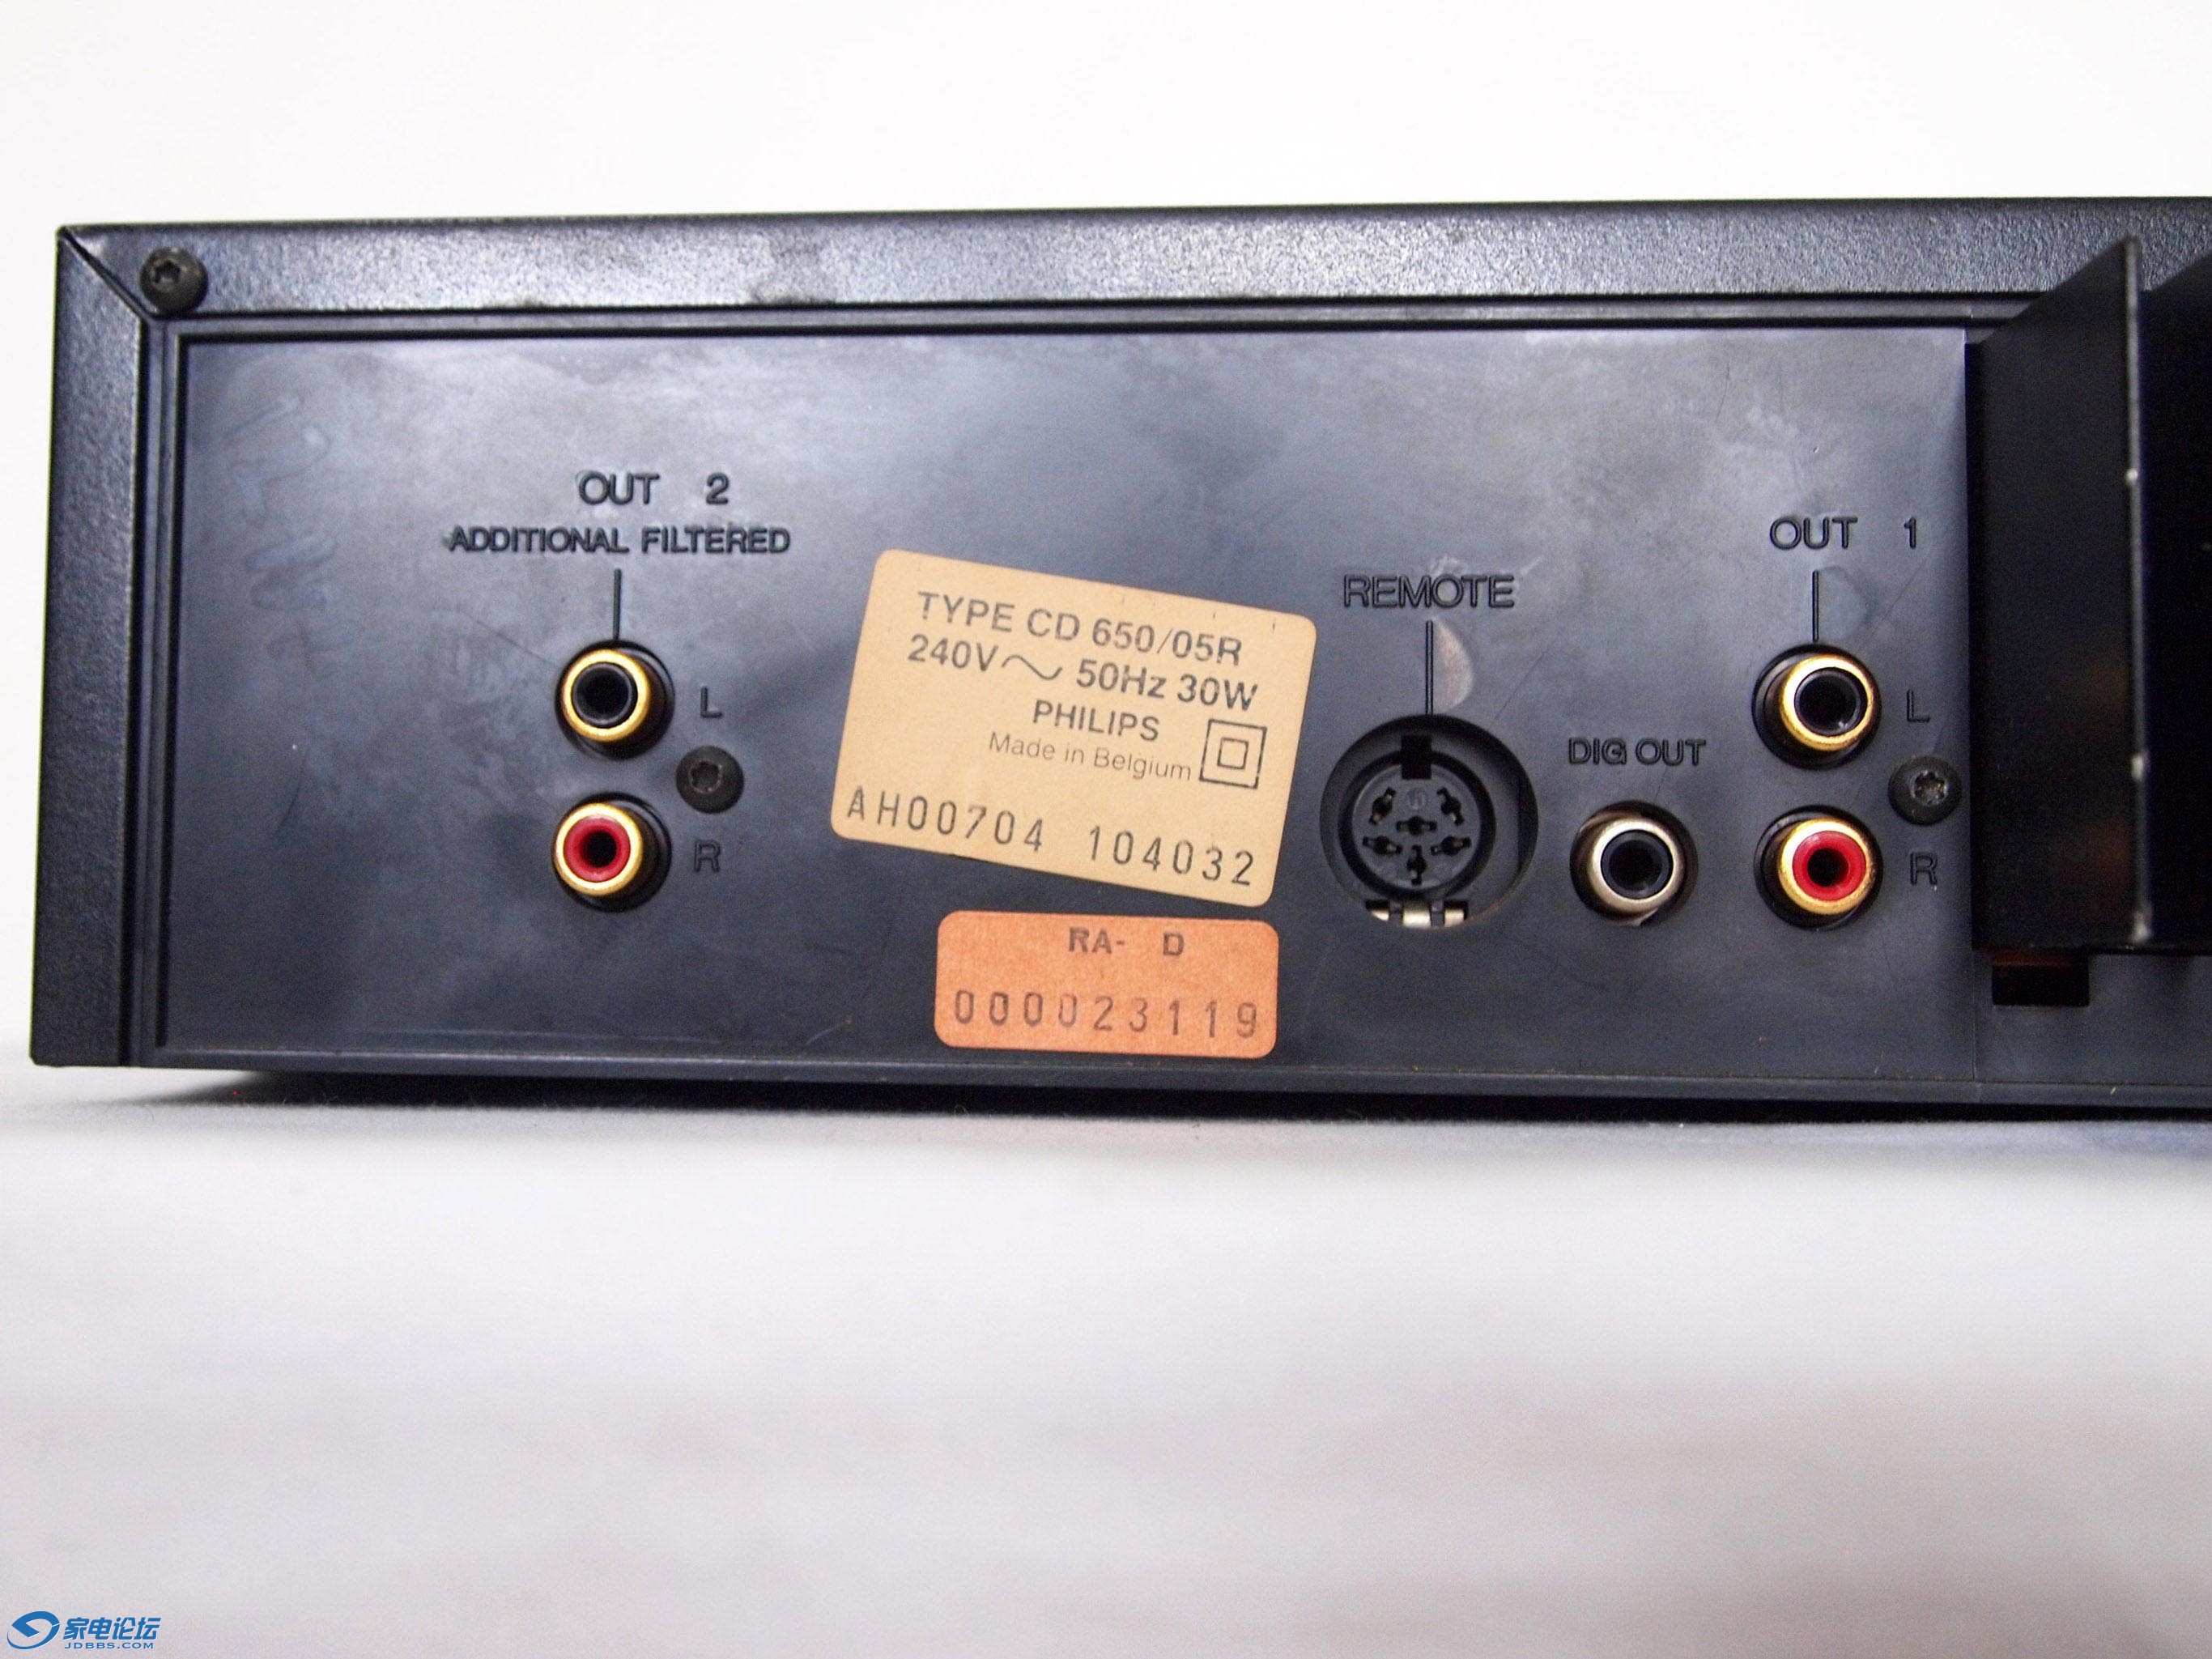 OUT 2
ADDITIONAL FILTERED
L
R
TYPE CD 650/05R
240V～ 50Hz 30W
PHILIPS
Made in Belgium
AH00704 104032
RA- D
000023119
REMOTE
DIG OUT
OUT 1
L
R
家电论坛
JDBBS.COM